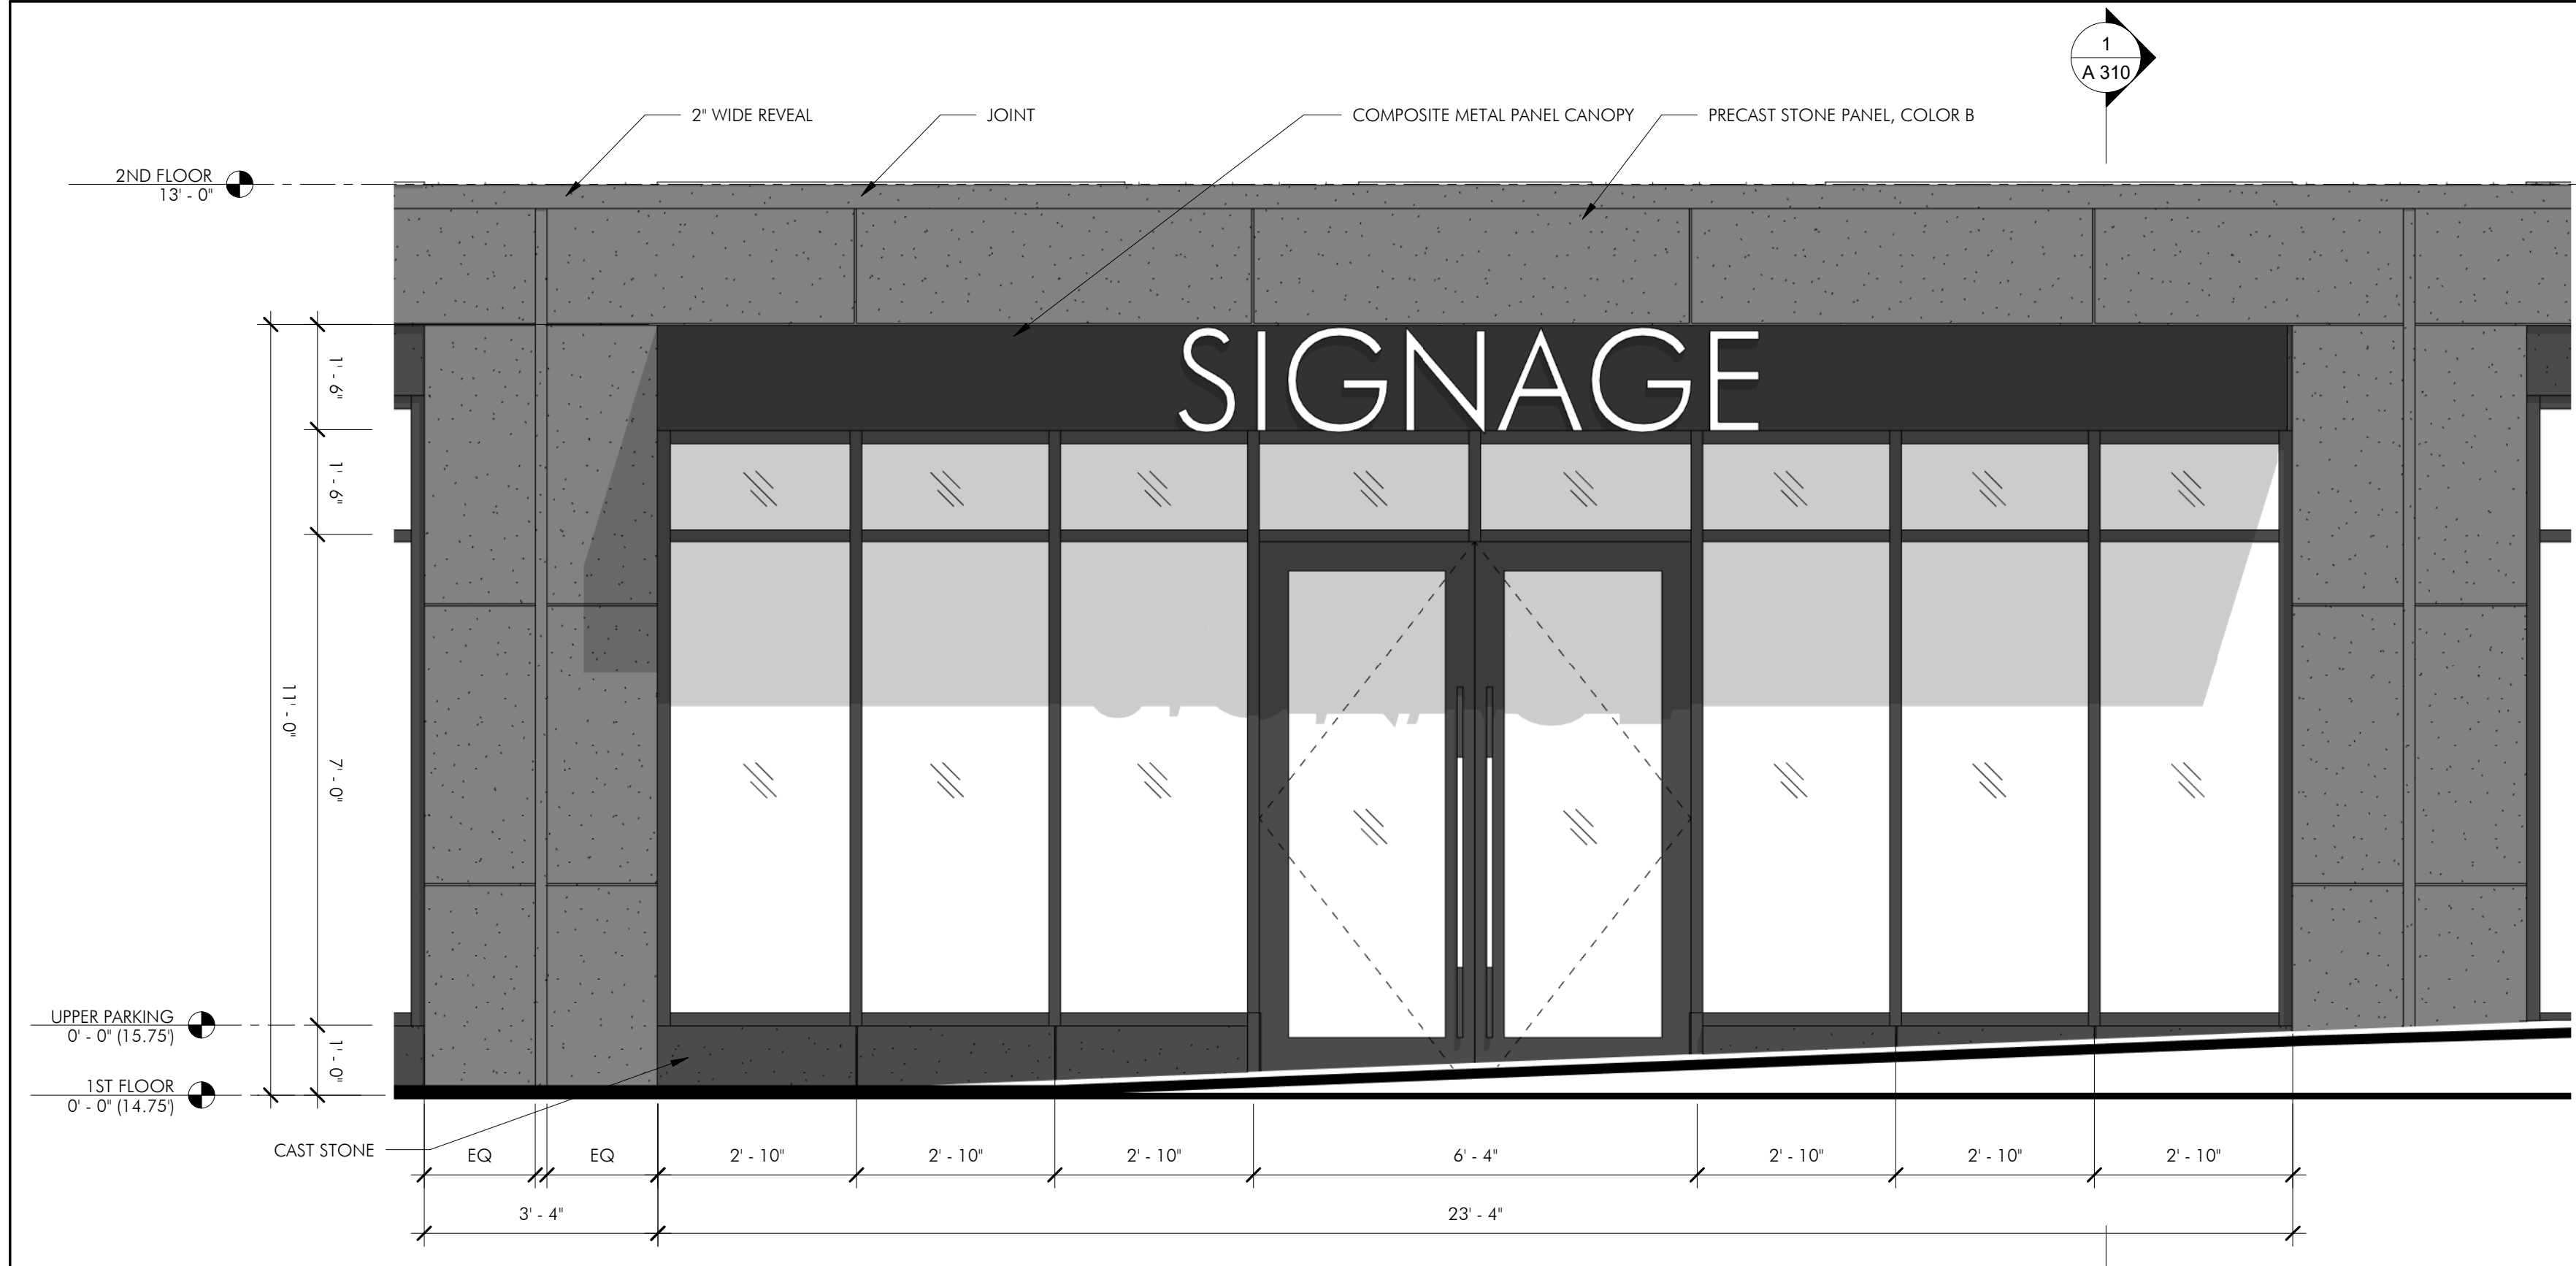 1
A 310
2" WIDE REVEAL
JOINT
COMPOSITE METAL PANEL CANOPY
PRECAST STONE PANEL, COLOR B
2ND FLOOR
13' - 0"
SIGNAGE
1' - 6"
1' - 6"
11' - 0"
7' - 0"
1' - 0"
UPPER PARKING
0' - 0" (15.75')
1ST FLOOR
0' - 0" (14.75')
CAST STONE
EQ
EQ
2' - 10"
2' - 10"
2' - 10"
6' - 4"
2' - 10"
2' - 10"
2' - 10"
3' - 4"
23' - 4"